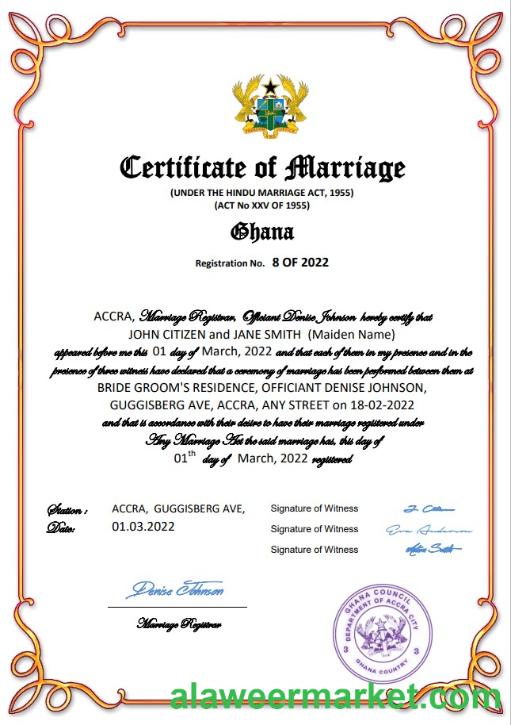 Certificate of Marriage
(UNDER THE HINDU MARRIAGE ACT, 1955)
(ACT No XXV OF 1955)
Ghana
Registration No. 8 OF 2022
ACCRA, Marriage Registrar, Officiant Denise Johnson hereby certify that
JOHN CITIZEN and JANE SMITH (Maiden Name)
appeared before me this 01 day of March, 2022 and that each of them in my presence and in the
presence of three witness have declared that a ceremony of marriage has been performed between them at
BRIDE GROOM'S RESIDENCE, OFFICIANT DENISE JOHNSON,
GUGGISBERG AVE, ACCRA, ANY STREET on 18-02-2022
and that is accordance with their desire to have their marriage registered under
Any Marriage Act the said marriage has, this day of
01th day of March, 2022 registered
Station : ACCRA, GUGGISBERG AVE,
Date: 01.03.2022
Signature of Witness
Signature of Witness Eva Anderson
Signature of Witness
Denise Johnson
Marriage Registrar
GHANA COUNCIL
DEPARTMENT OF ACCRA CITY
GHANA COUNTRY
alaweermarket.com